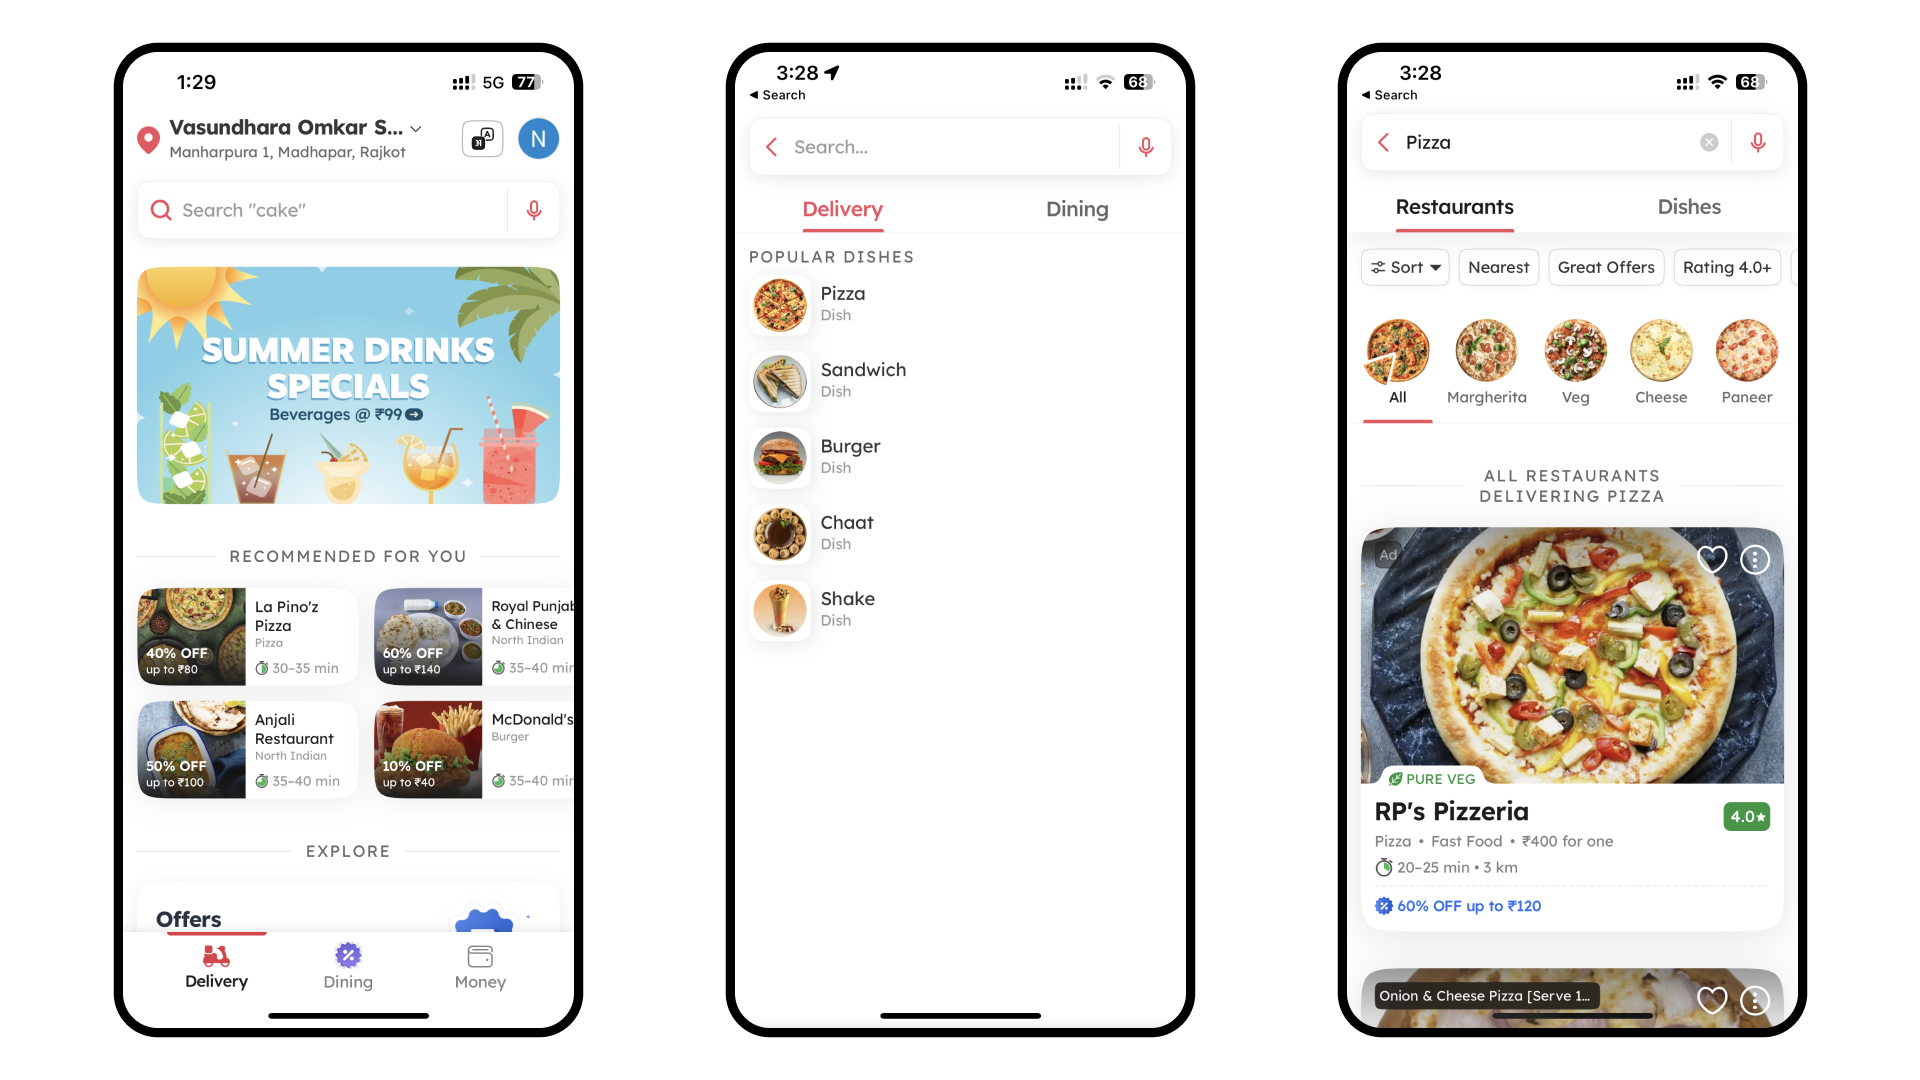 1:29
5G
77
Vasundhara Omkar S...
Manharpura 1, Madhapar, Rajkot
N
Search "cake"
SUMMER DRINKS
SPECIALS
Beverages @ ₹99
RECOMMENDED FOR YOU
La Pino'z
Pizza
Pizza
40% OFF
up to ₹80
30-35 min
Royal Punjab
& Chinese
North Indian
60% OFF
up to ₹140
35-40 min
Anjali
Restaurant
North Indian
50% OFF
up to ₹100
35-40 min
McDonald's
Burger
10% OFF
up to ₹40
35-40 min
EXPLORE
Offers
Delivery
Dining
Money
3:28
68
Search
Search...
Delivery
Dining
POPULAR DISHES
Pizza
Dish
Sandwich
Dish
Burger
Dish
Chaat
Dish
Shake
Dish
3:28
68
Search
Pizza
Restaurants
Dishes
Sort
Nearest
Great Offers
Rating 4.0+
All
Margherita
Veg
Cheese
Paneer
ALL RESTAURANTS
DELIVERING PIZZA
Ad
PURE VEG
RP's Pizzeria
4.0
Pizza • Fast Food • ₹400 for one
20-25 min • 3 km
60% OFF up to ₹120
Onion & Cheese Pizza [Serve 1...